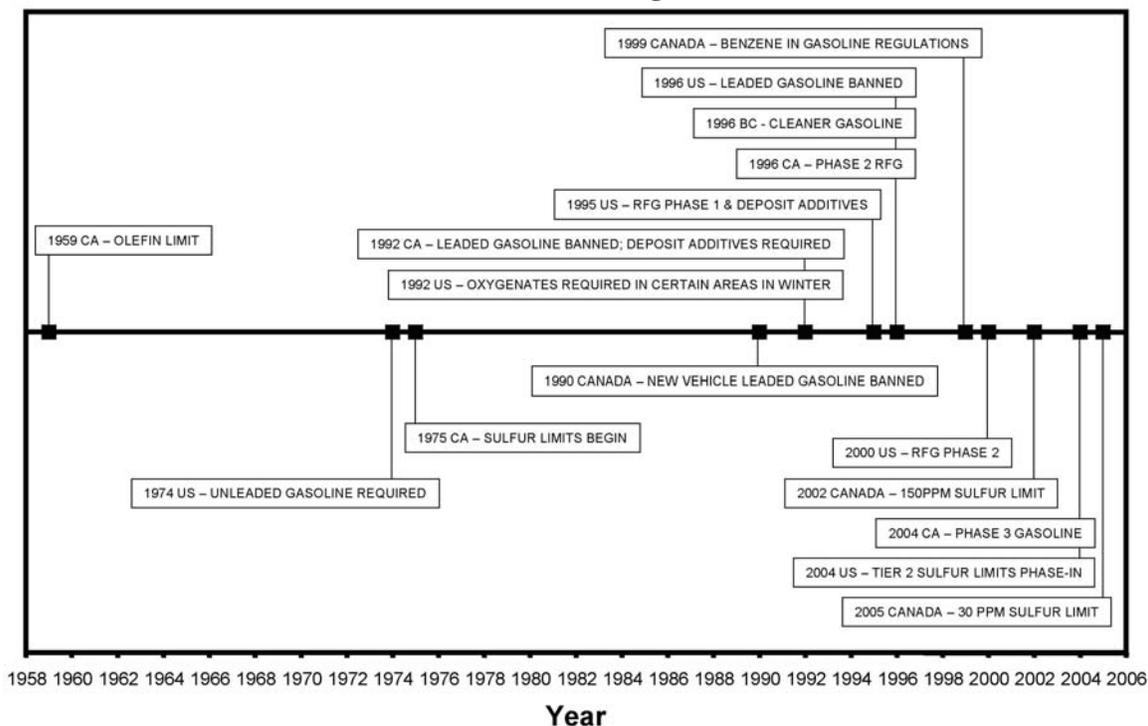 1999 CANADA – BENZENE IN GASOLINE REGULATIONS
1996 US – LEADED GASOLINE BANNED
1996 BC - CLEANER GASOLINE
1996 CA – PHASE 2 RFG
1995 US – RFG PHASE 1 & DEPOSIT ADDITIVES
1959 CA – OLEFIN LIMIT
1992 CA – LEADED GASOLINE BANNED; DEPOSIT ADDITIVES REQUIRED
1992 US – OXYGENATES REQUIRED IN CERTAIN AREAS IN WINTER
1990 CANADA – NEW VEHICLE LEADED GASOLINE BANNED
1975 CA – SULFUR LIMITS BEGIN
2000 US – RFG PHASE 2
1974 US – UNLEADED GASOLINE REQUIRED
2002 CANADA – 150PPM SULFUR LIMIT
2004 CA – PHASE 3 GASOLINE
2004 US – TIER 2 SULFUR LIMITS PHASE-IN
2005 CANADA – 30 PPM SULFUR LIMIT
1958 1960 1962 1964 1966 1968 1970 1972 1974 1976 1978 1980 1982 1984 1986 1988 1990 1992 1994 1996 1998 2000 2002 2004 2006
Year